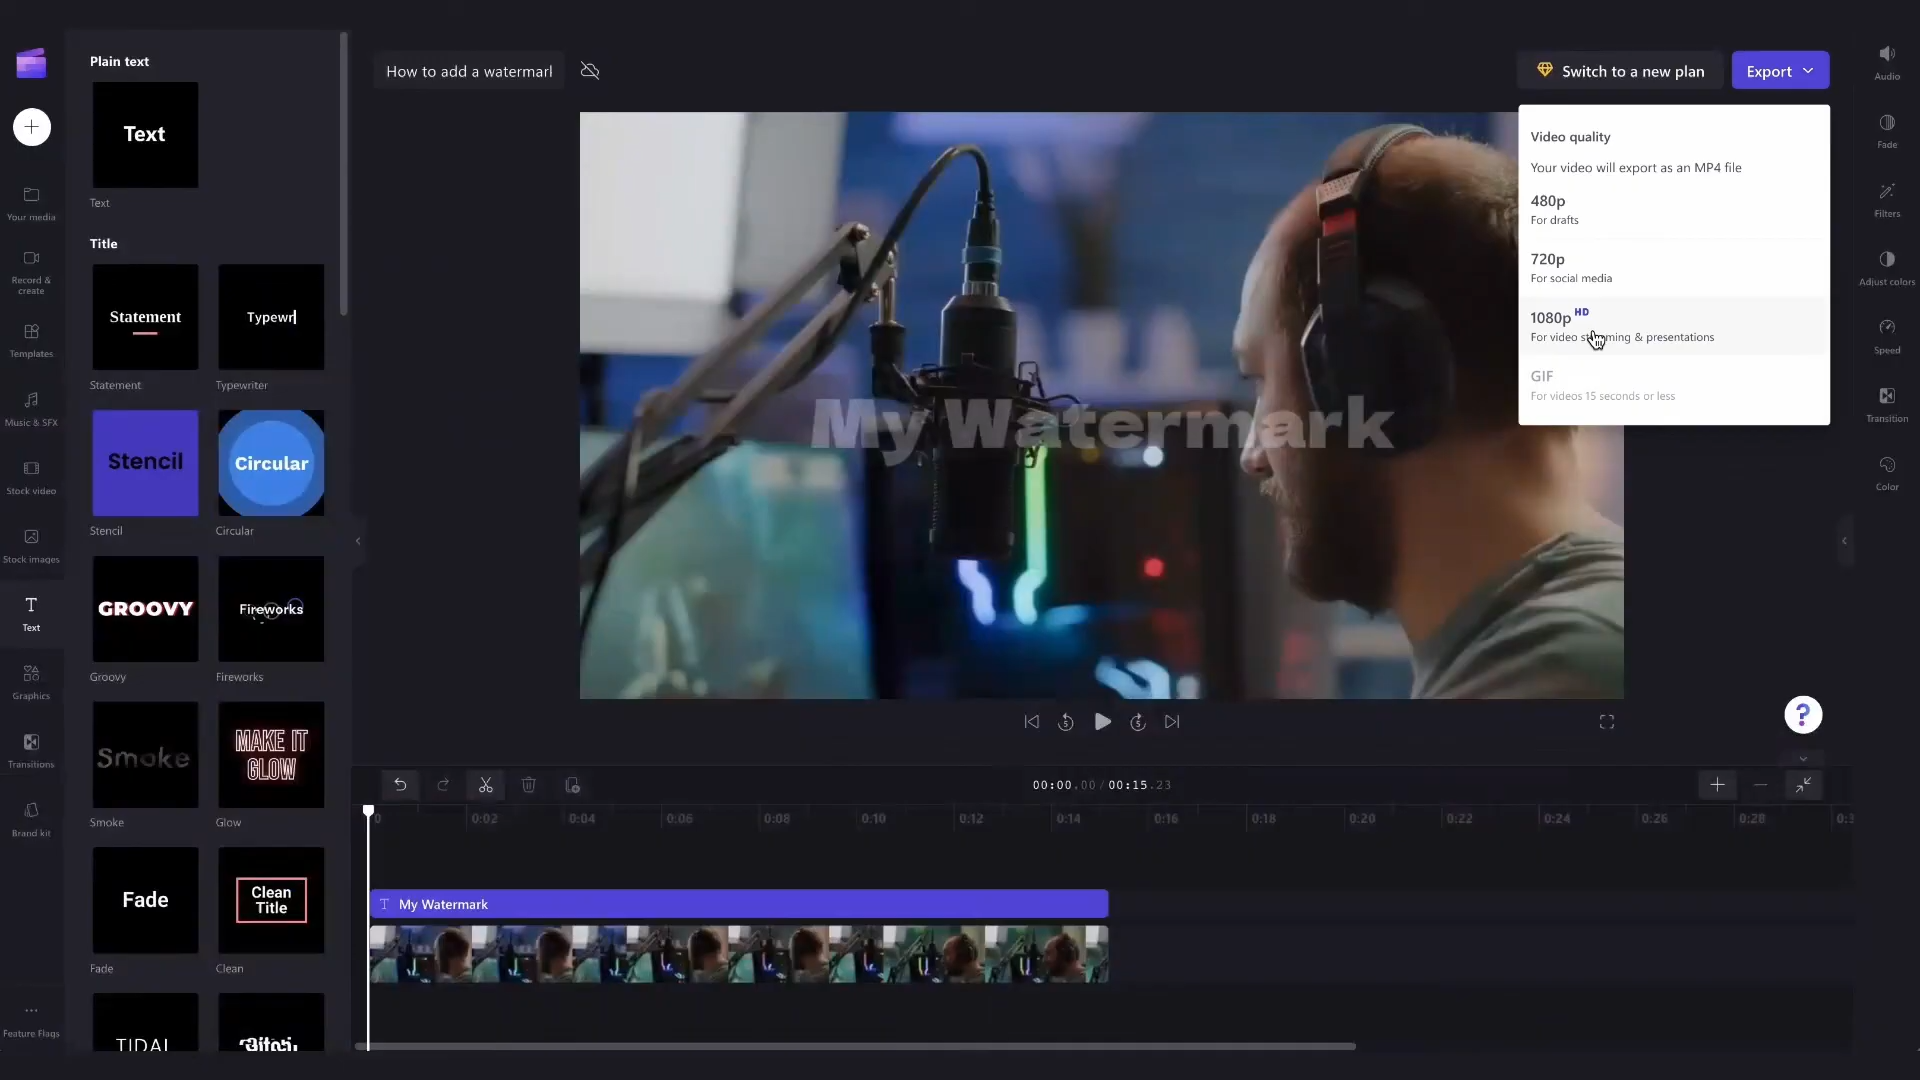 How to add a watermark
Switch to a new plan
Export
Your media
Record &
create
Templates
Music & SFX
Stock video
Stock images
Text
Graphics
Transitions
Brand kit
Feature Flags
Plain text
Text
Text
Title
Statement
Typewr
Statement
Typewriter
Stencil
Circular
Stencil
Circular
GROOVY
Fireworks
Groovy
Fireworks
Smoke
MAKE IT
GLOW
Smoke
Glow
Fade
Clean
Title
Fade
Clean
TIDAL
My Watermark
Video quality
Your video will export as an MP4 file
480p
For drafts
720p
For social media
1080p HD
For video streaming & presentations
GIF
For videos 15 seconds or less
Audio
Fade
Filters
Adjust colors
Speed
Transition
Color
5
5
?
00:00.00 / 00:15.23
0 0:02 0:04 0:06 0:08 0:10 0:12 0:14 0:16 0:18 0:20 0:22 0:24 0:26 0:28
T My Watermark